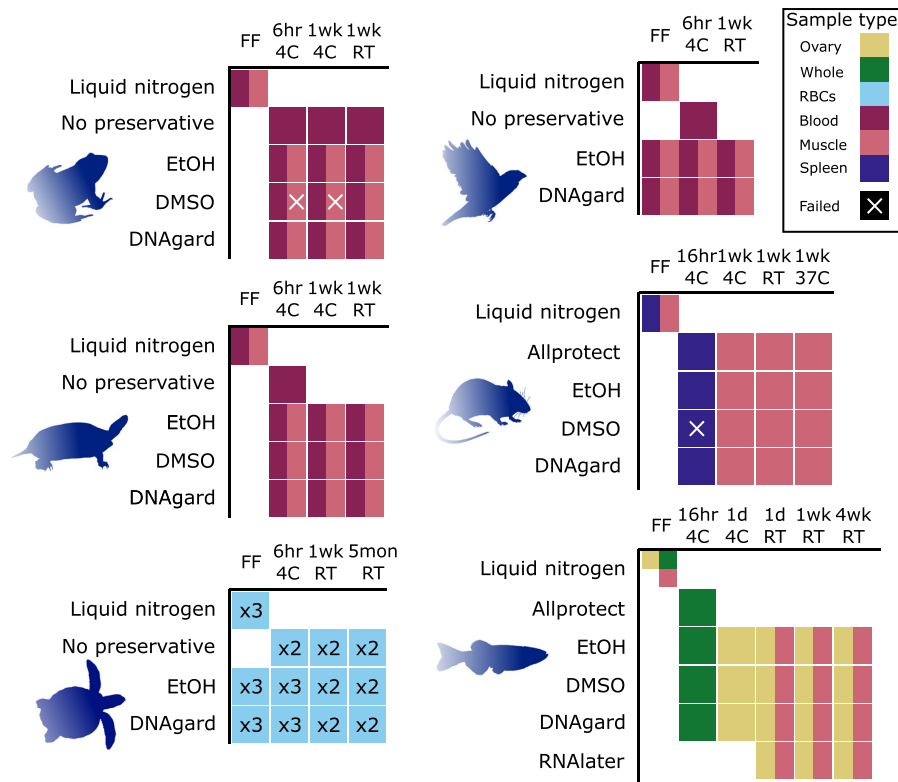 FF 6hr 4C 1wk 4C 1wk RT
Liquid nitrogen
No preservative
EtOH
DMSO
DNAgard
FF 6hr 4C 1wk RT
Liquid nitrogen
No preservative
EtOH
DNAgard
Sample type
Ovary
Whole
RBCs
Blood
Muscle
Spleen
Failed
FF 6hr 4C 1wk 4C 1wk RT
Liquid nitrogen
No preservative
EtOH
DMSO
DNAgard
FF 16hr 4C 1wk 4C 1wk RT 1wk 37C
Liquid nitrogen
Allprotect
EtOH
DMSO
DNAgard
FF 6hr 4C 1wk RT 5mon RT
Liquid nitrogen x3
No preservative x2 x2 x2
EtOH x3 x3 x2 x2
DNAgard x3 x3 x2 x2
FF 16hr 4C 1d 4C 1d RT 1wk RT 4wk RT
Liquid nitrogen
Allprotect
EtOH
DMSO
DNAgard
RNAlater